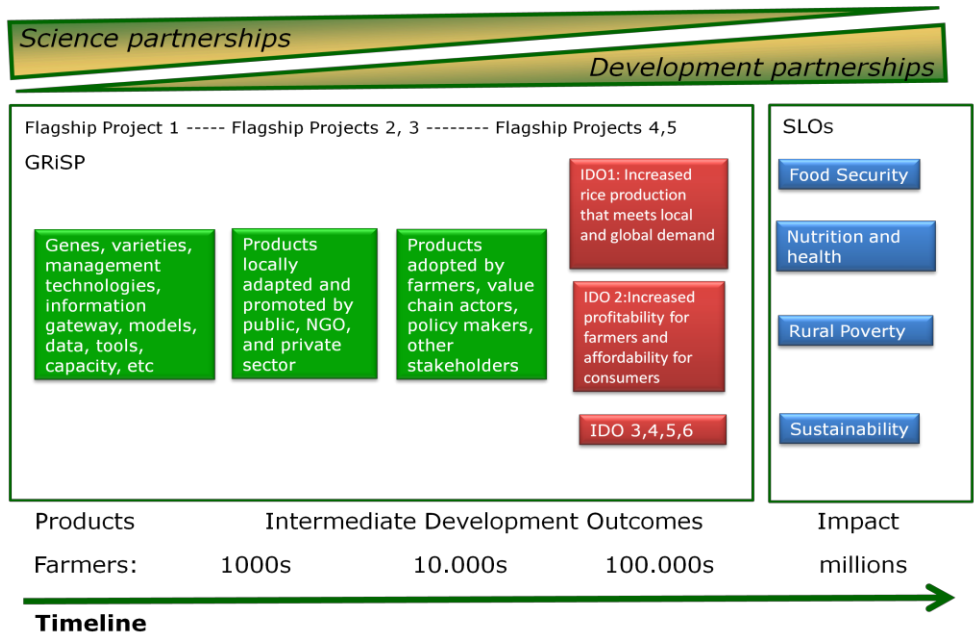 Science partnerships
Development partnerships
Flagship Project 1 ----- Flagship Projects 2, 3 -------- Flagship Projects 4,5
GRiSP
Genes, varieties,
management
technologies,
information
gateway, models,
data, tools,
capacity, etc
Products
locally
adapted and
promoted by
public, NGO,
and private
sector
Products
adopted by
farmers, value
chain actors,
policy makers,
other
stakeholders
IDO1: Increased
rice production
that meets local
and global demand
IDO 2:Increased
profitability for
farmers and
affordability for
consumers
IDO 3,4,5,6
SLOs
Food Security
Nutrition and
health
Rural Poverty
Sustainability
Products Intermediate Development Outcomes Impact
Farmers: 1000s 10.000s 100.000s millions
Timeline